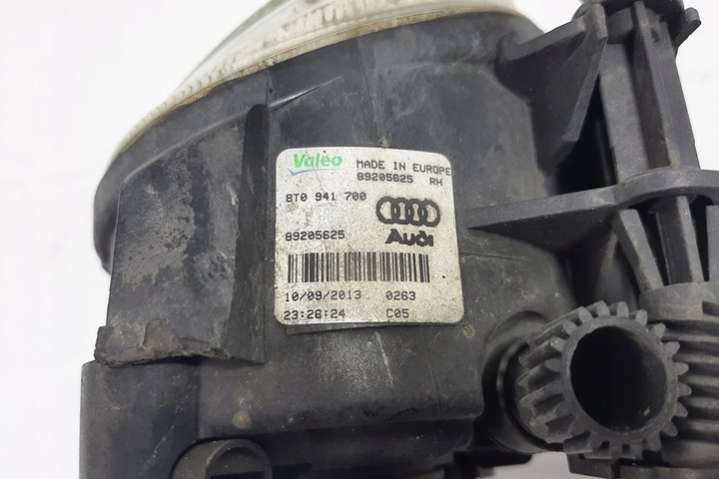 Valeo MADE IN EUROPE
89205625 RH
8T0 941 700
89205625 Audi
10/09/2013 0263
23:26:24 C05